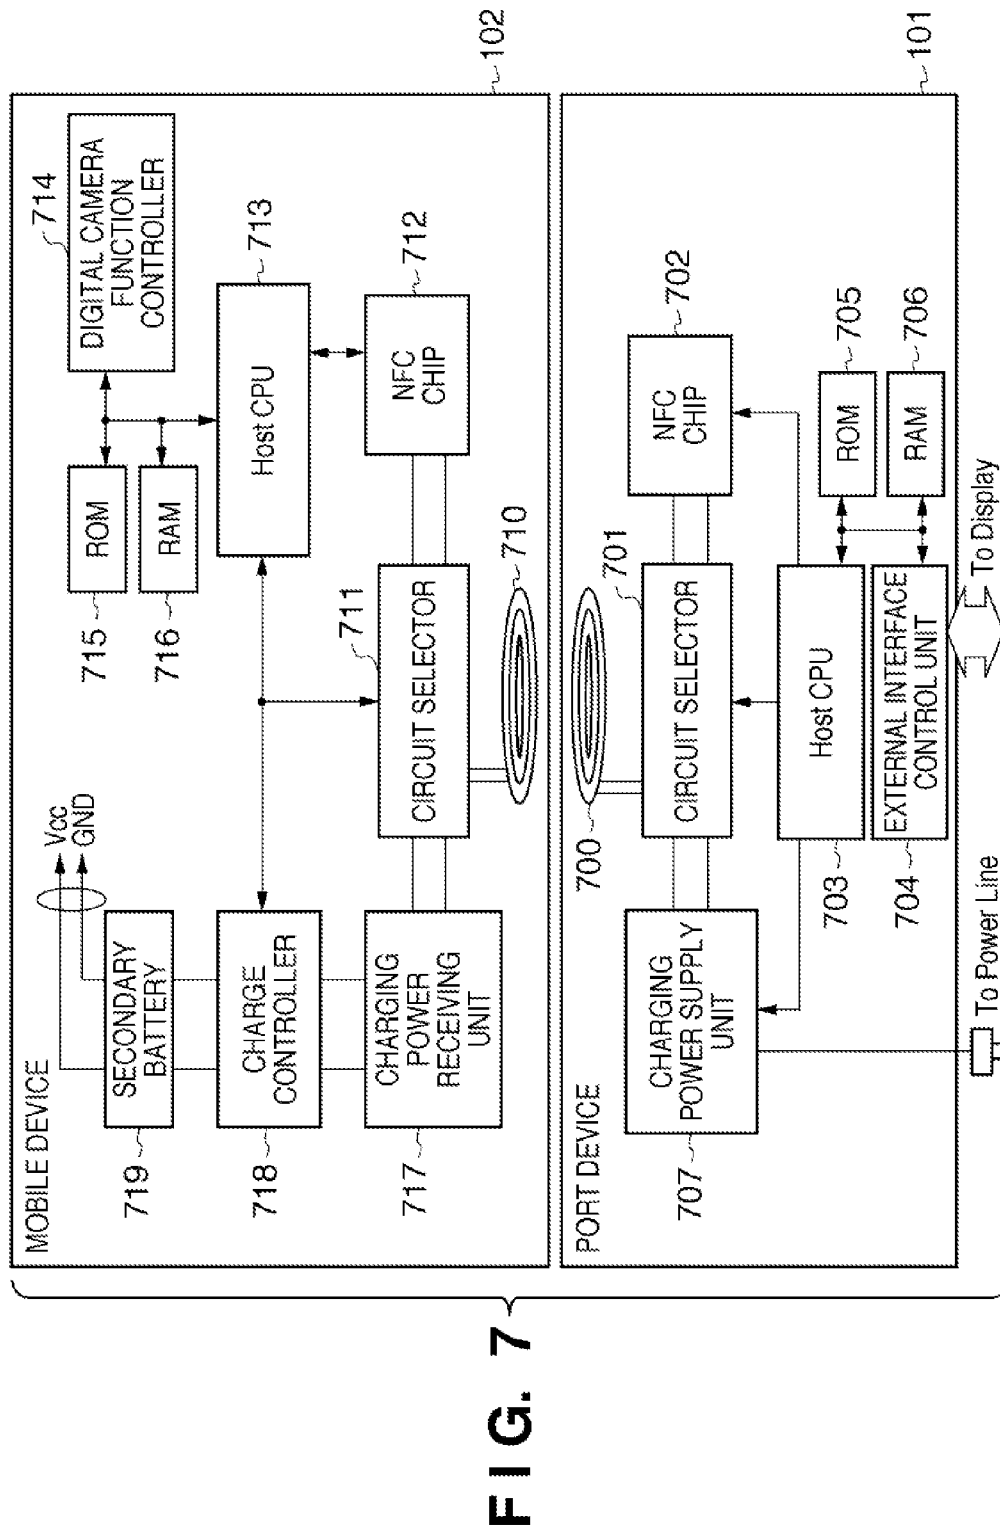 FIG. 7
MOBILE DEVICE
102
719
SECONDARY
BATTERY
Vcc
GND
715
ROM
716
RAM
714
DIGITAL CAMERA
FUNCTION
CONTROLLER
718
CHARGE
CONTROLLER
Host CPU
713
717
CHARGING
POWER
RECEIVING
UNIT
711
CIRCUIT SELECTOR
NFC
CHIP
712
710
PORT DEVICE
101
700
707
CHARGING
POWER SUPPLY
UNIT
701
CIRCUIT SELECTOR
NFC
CHIP
702
703
Host CPU
ROM
705
704
EXTERNAL INTERFACE
CONTROL UNIT
RAM
706
To Power Line
To Display